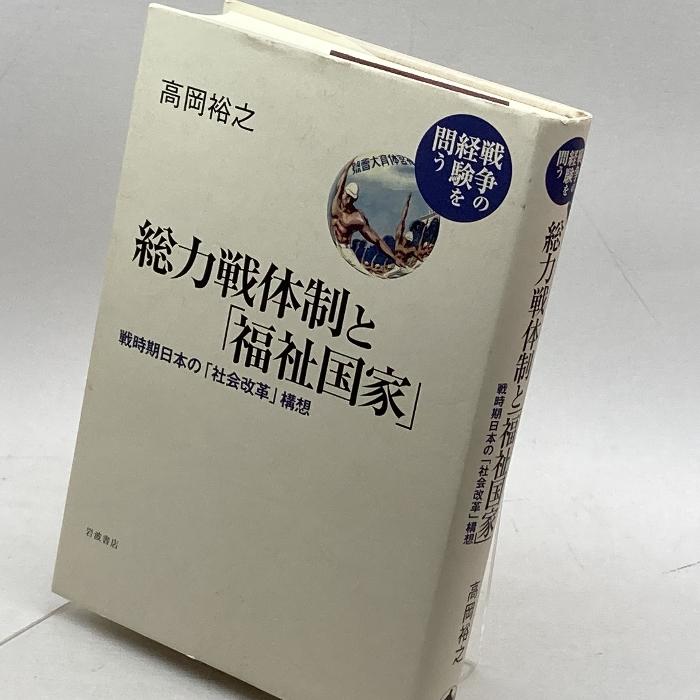 高岡裕之
戦争の
経験を
問う
総力戦体制と
「福祉国家」
戦時期日本の「社会改革」構想
岩波書店
戦争の
経験を
問う
総力戦体制と「福祉国家」
戦時期日本の「社会改革」構想
高岡裕之